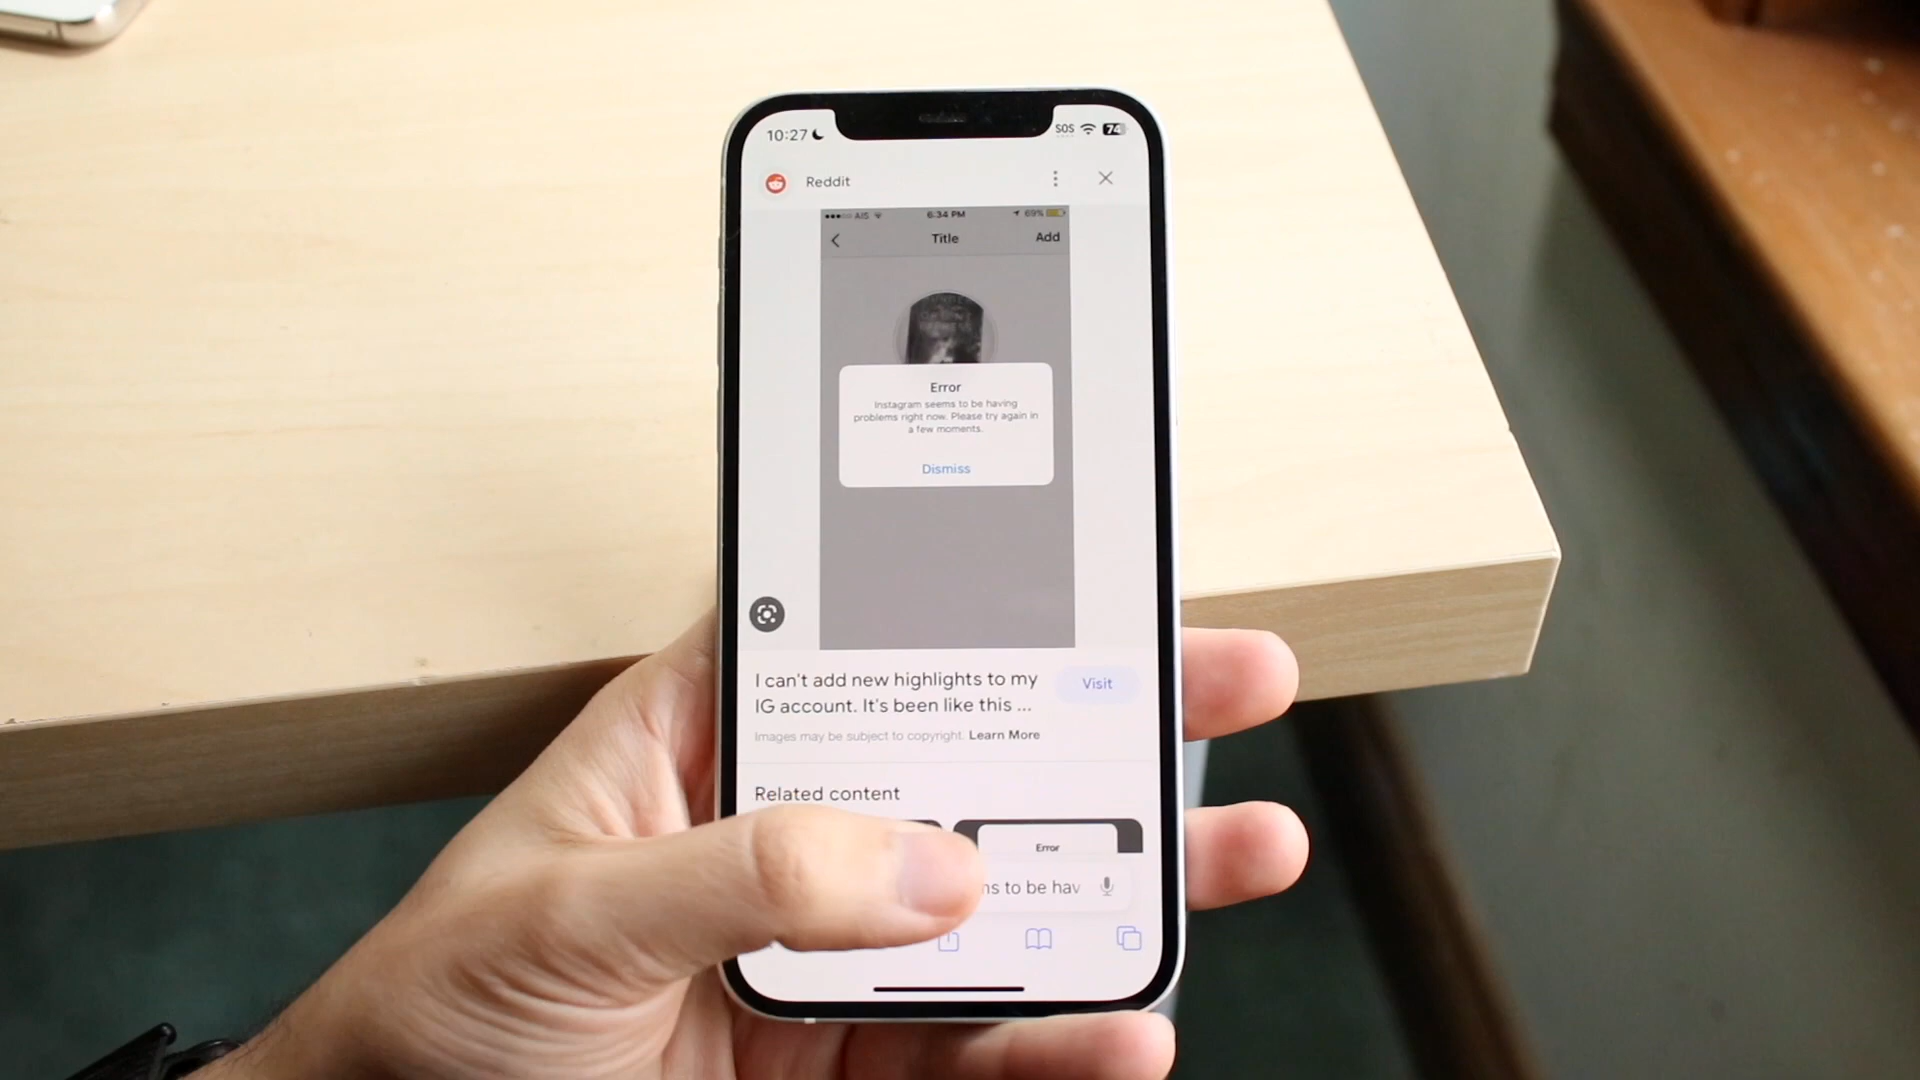 10:27
SOS
74
Reddit
AIS
6:34 PM
69%
Title
Add
Error
Instagram seems to be having
problems right now. Please try again in
a few moments.
Dismiss
I can't add new highlights to my
IG account. It's been like this ...
Visit
Images may be subject to copyright. Learn More
Related content
Error
to be hav